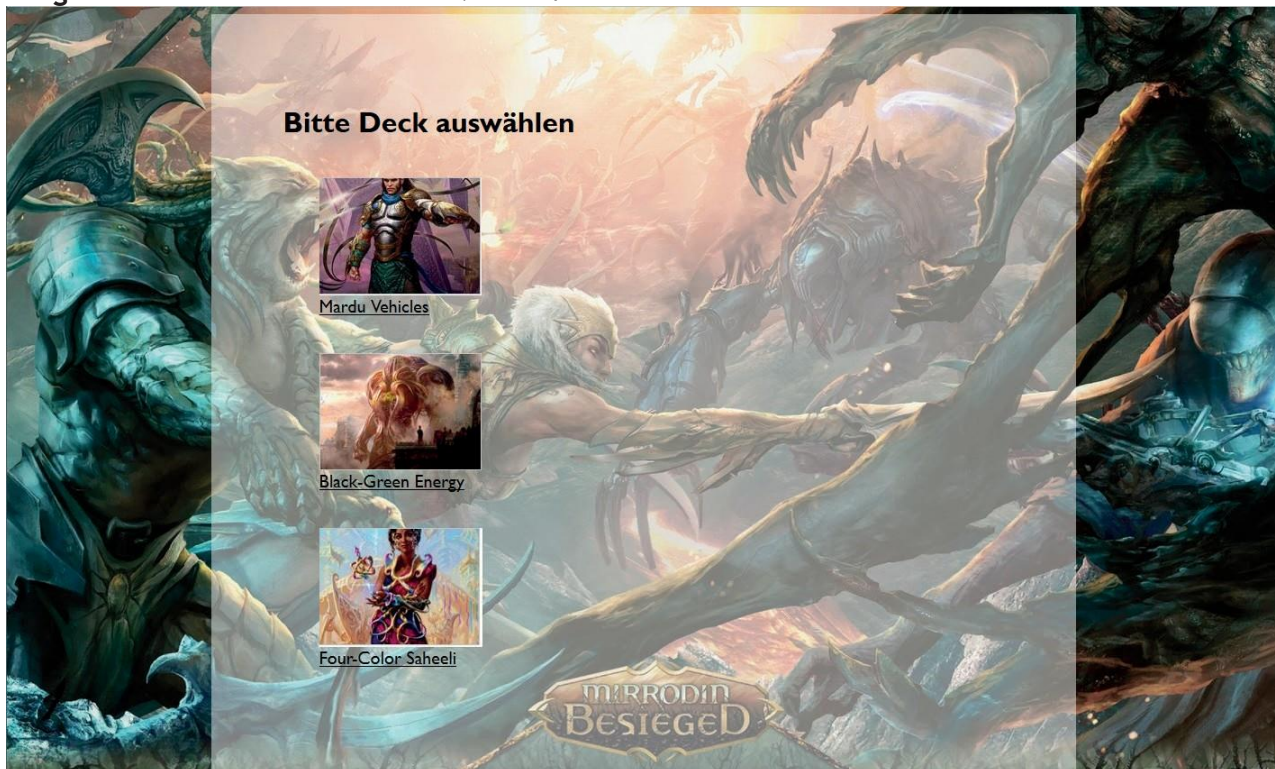 Bitte Deck auswählen
Mardu Vehicles
Black-Green Energy
Four-Color Saheeli
MIRRODIN
BESIEGED